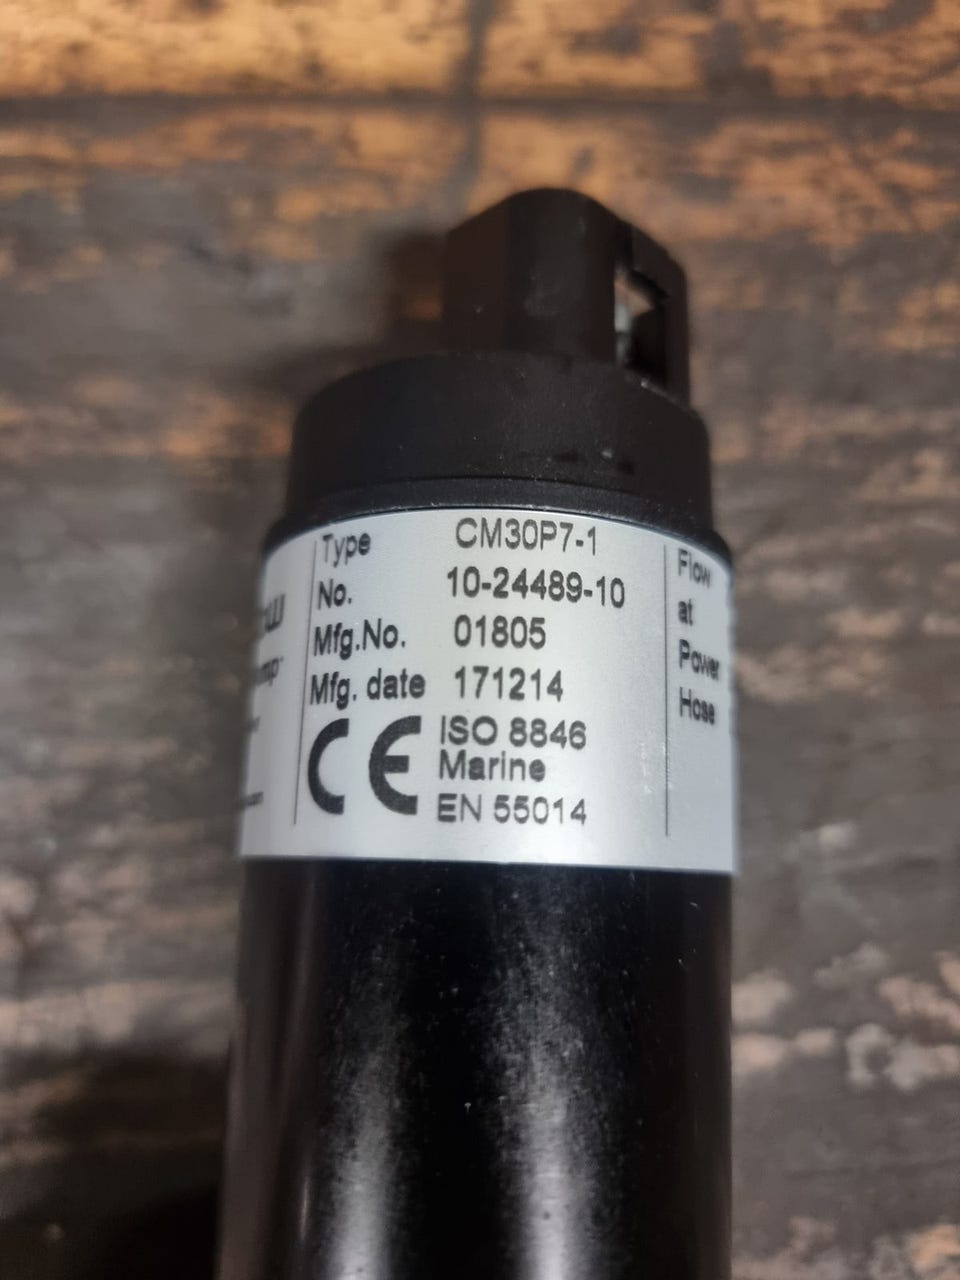 Type CM30P7-1
No. 10-24489-10
Mfg.No. 01805
Mfg. date 171214
CE ISO 8846
Marine
EN 55014
Flow
at
Power
Hose